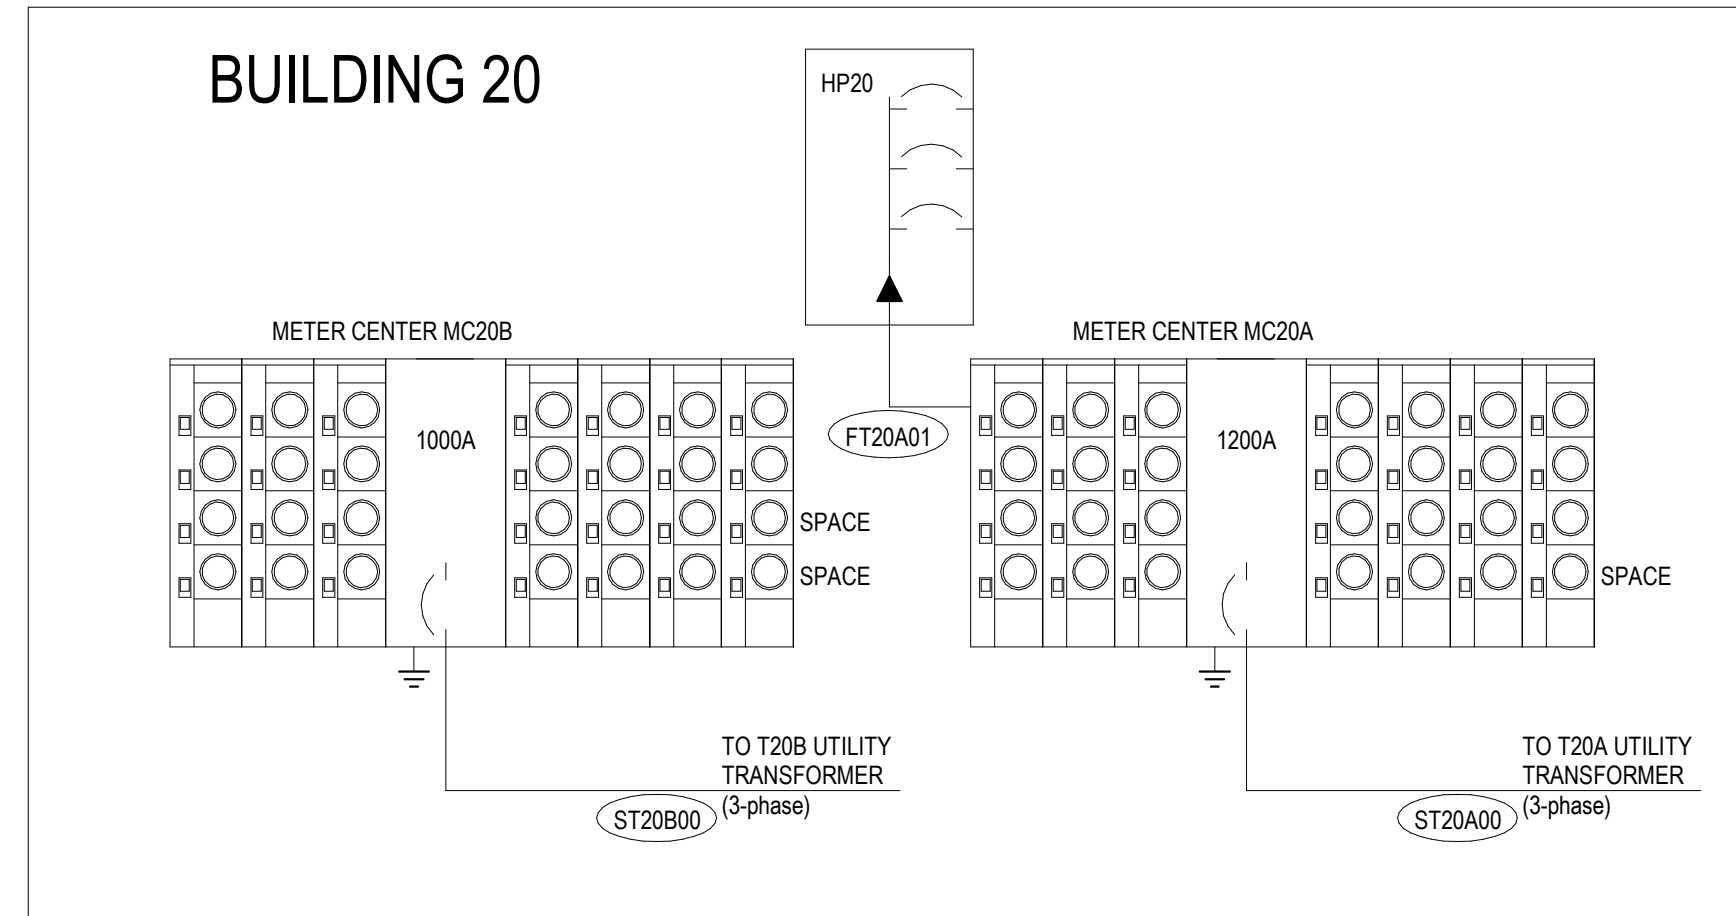 BUILDING 20
HP20
METER CENTER MC20B
METER CENTER MC20A
FT20A01
1000A
1200A
SPACE
SPACE
SPACE
TO T20B UTILITY
TRANSFORMER
(3-phase)
ST20B00
TO T20A UTILITY
TRANSFORMER
(3-phase)
ST20A00